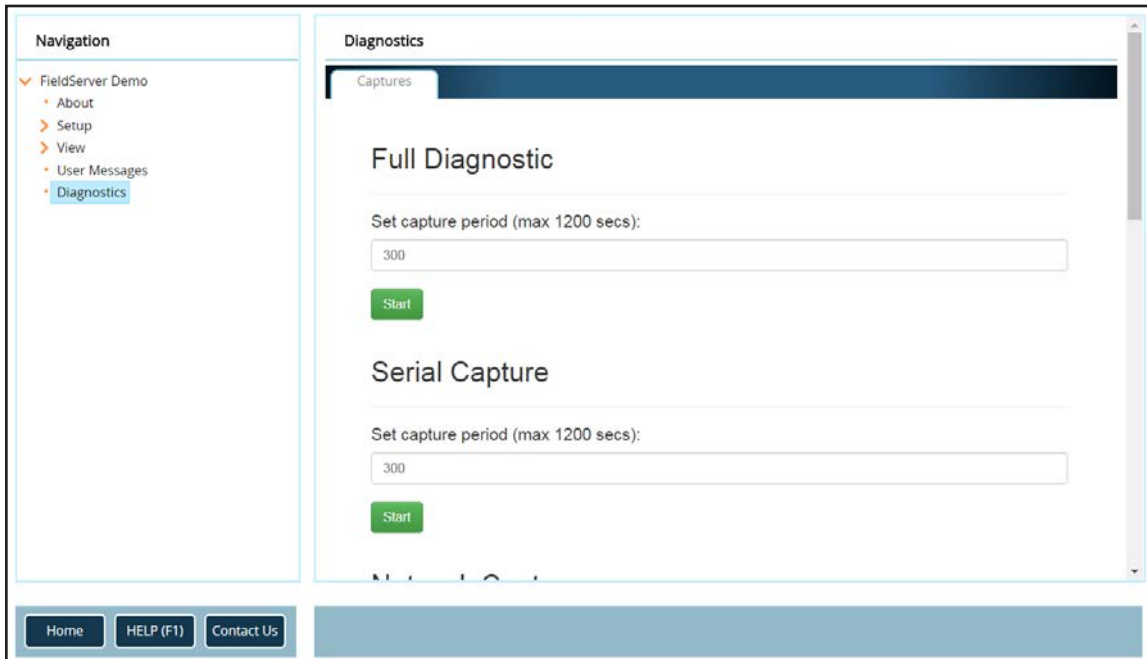 Navigation
FieldServer Demo
About
Setup
View
User Messages
Diagnostics
Diagnostics
Captures
Full Diagnostic
Set capture period (max 1200 secs):
300
Start
Serial Capture
Set capture period (max 1200 secs):
300
Start
Home
HELP (F1)
Contact Us